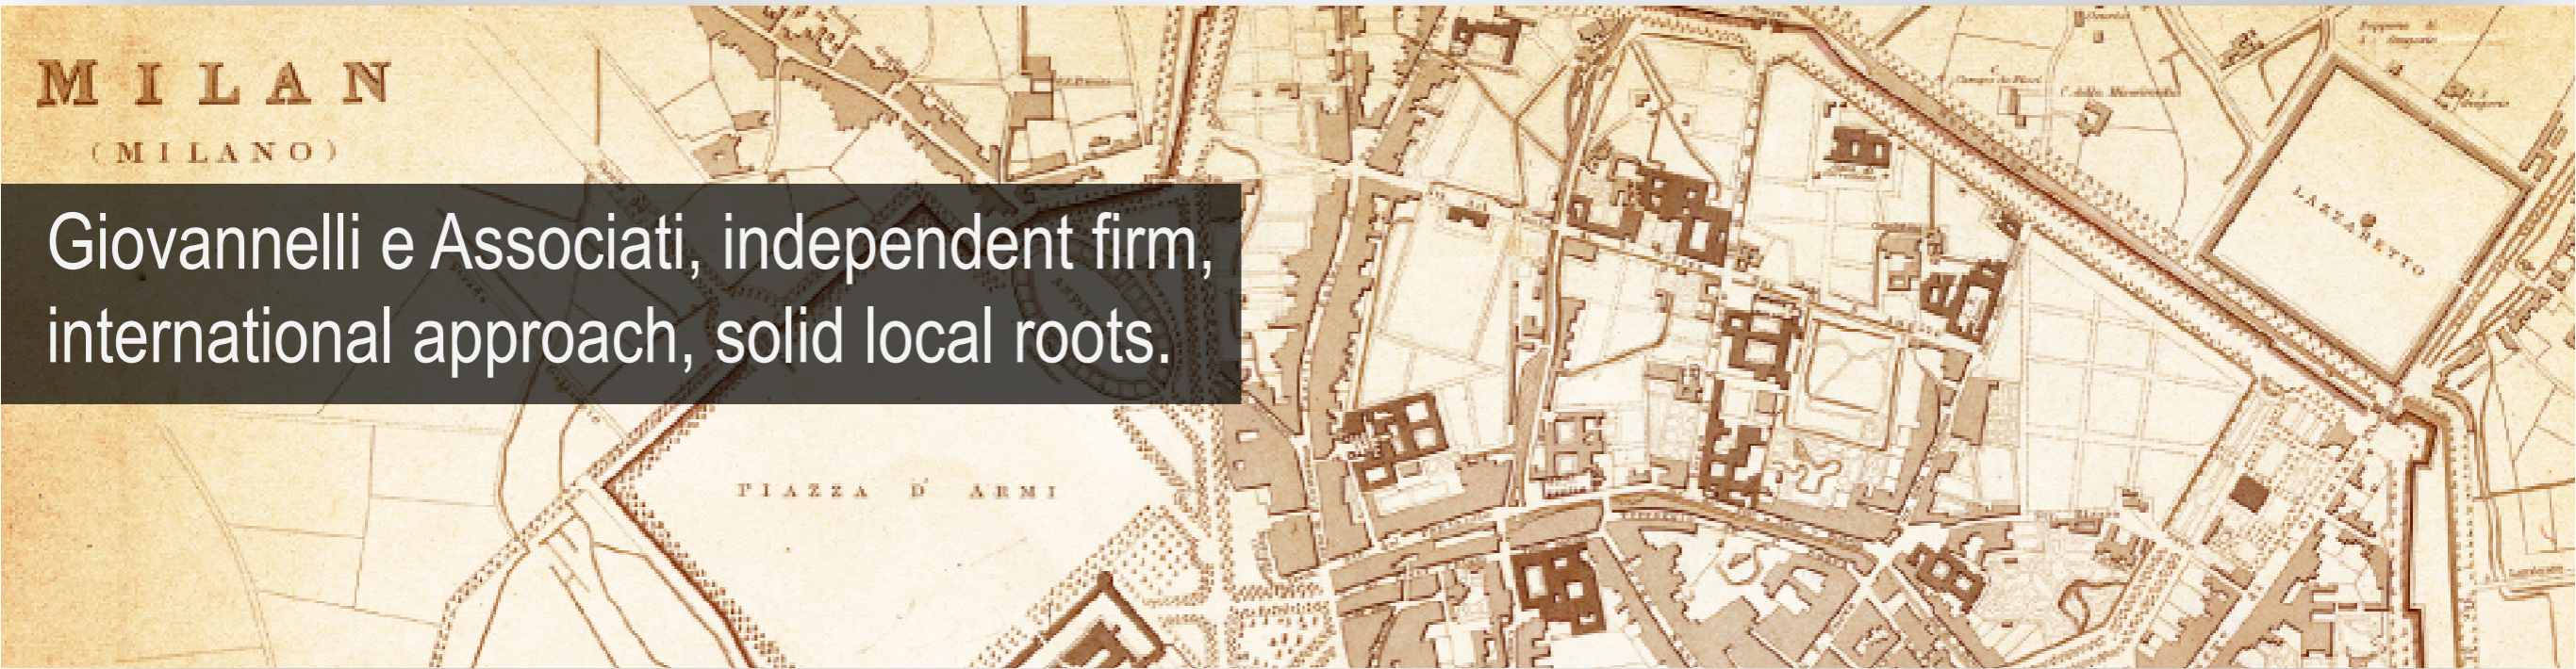 MILAN
(MILANO)
Giovannelli e Associati, independent firm,
international approach, solid local roots.
LAZZARETTO
PIAZZA D' ARMI